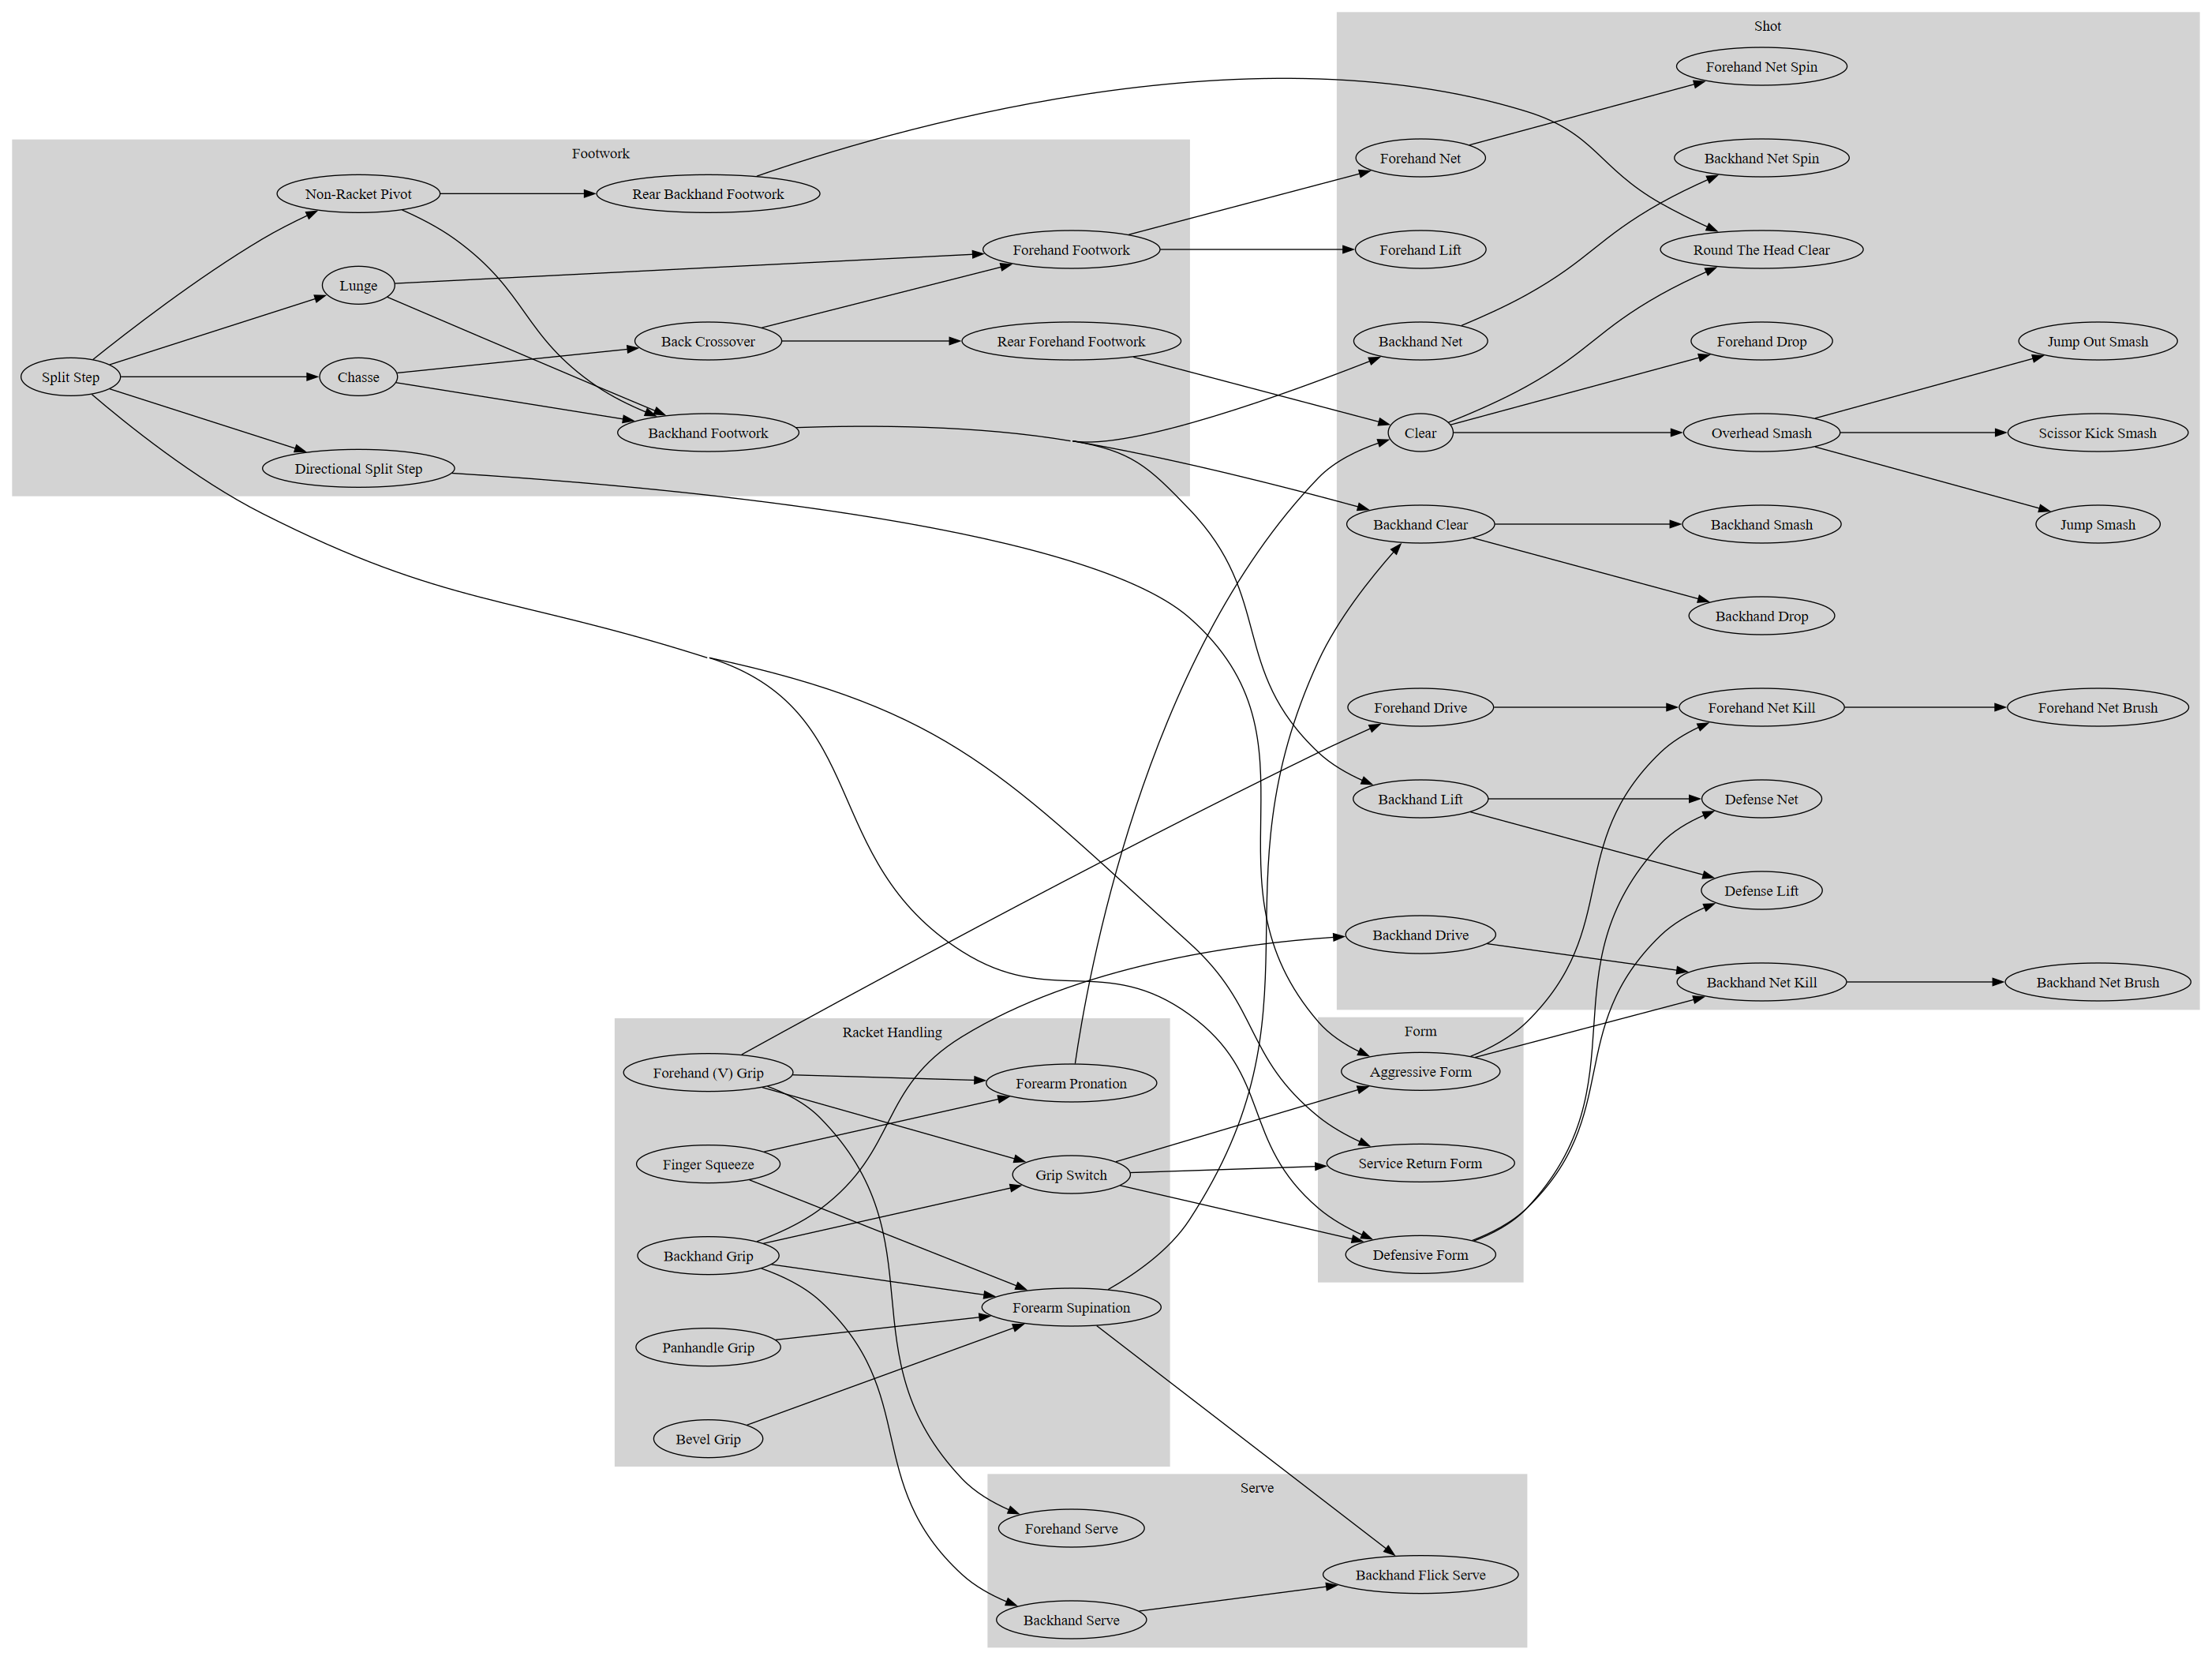 Shot
Forehand Net Spin
Footwork
Forehand Net
Backhand Net Spin
Non-Racket Pivot
Rear Backhand Footwork
Forehand Footwork
Forehand Lift
Round The Head Clear
Lunge
Back Crossover
Rear Forehand Footwork
Backhand Net
Forehand Drop
Jump Out Smash
Split Step
Chasse
Backhand Footwork
Clear
Overhead Smash
Scissor Kick Smash
Directional Split Step
Backhand Clear
Backhand Smash
Jump Smash
Backhand Drop
Forehand Drive
Forehand Net Kill
Forehand Net Brush
Backhand Lift
Defense Net
Defense Lift
Backhand Drive
Backhand Net Kill
Backhand Net Brush
Racket Handling
Form
Forehand (V) Grip
Forearm Pronation
Aggressive Form
Finger Squeeze
Grip Switch
Service Return Form
Backhand Grip
Defensive Form
Forearm Supination
Panhandle Grip
Bevel Grip
Serve
Forehand Serve
Backhand Flick Serve
Backhand Serve